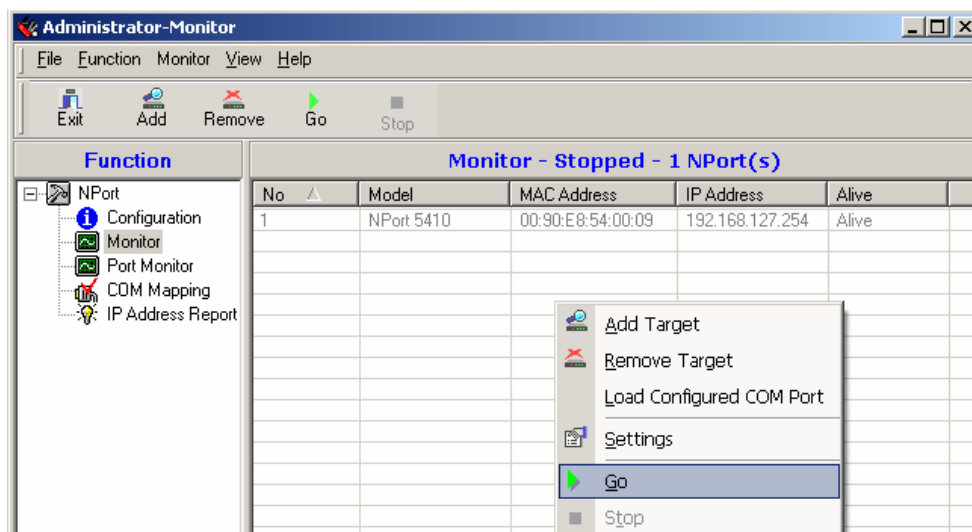 Administrator-Monitor
File Function Monitor View Help
Exit Add Remove Go Stop
Function
Monitor - Stopped - 1 NPort(s)
NPort
Configuration
Monitor
Port Monitor
COM Mapping
IP Address Report
No Model MAC Address IP Address Alive
1 NPort 5410 00:90:E8:54:00:09 192.168.127.254 Alive
Add Target
Remove Target
Load Configured COM Port
Settings
Go
Stop